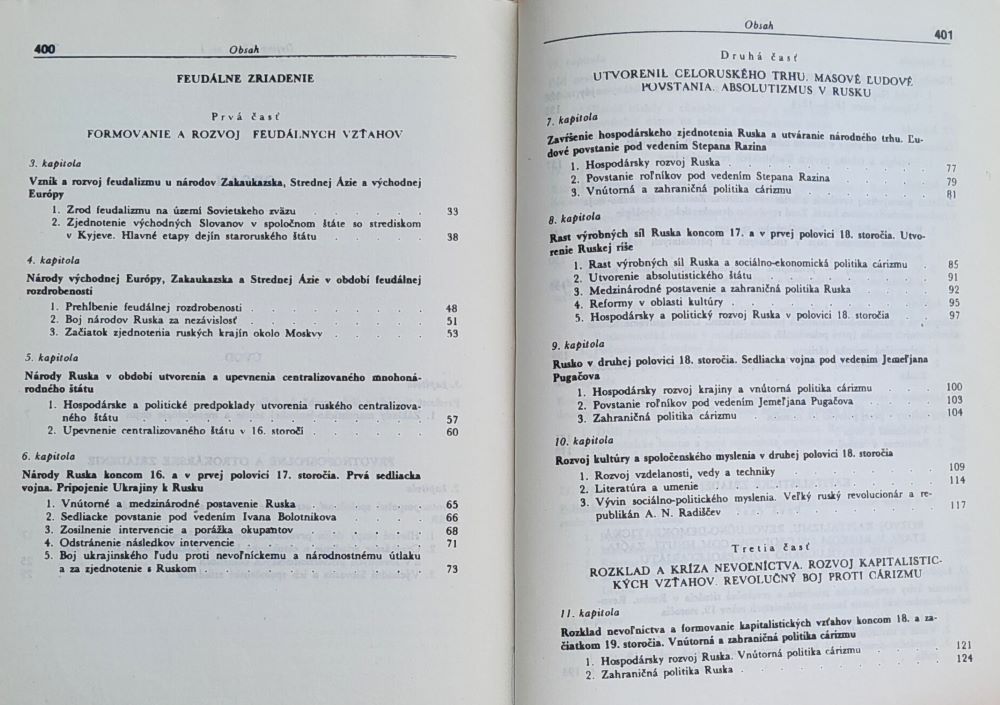 400
Obsah
FEUDÁLNE ZRIADENIE
Prvá časť
FORMOVANIE A ROZVOJ FEUDÁLNYCH VZŤAHOV
3. kapitola
Vznik a rozvoj feudalizmu u národov Zakaukazska, Strednej Ázie a východnej
Európy
1. Zrod feudalizmu na území Sovietskeho zväzu . . . . . . . . 33
2. Zjednotenie východných Slovanov v spoločnom štáte so strediskom
v Kyjeve. Hlavné etapy dejín staroruského štátu . . . . . . . 38
4. kapitola
Národy východnej Európy, Zakaukazska a Strednej Ázie v období feudálnej
rozdrobenosti
1. Prehĺbenie feudálnej rozdrobenosti . . . . . . . . . . 48
2. Boj národov Ruska za nezávislosť . . . . . . . . . . 51
3. Začiatok zjednotenia ruských krajín okolo Moskvy . . . . . . . 53
5. kapitola
Národy Ruska v období utvorenia a upevnenia centralizovaného mnohoná-
rodného štátu
1. Hospodárske a politické predpoklady utvorenia ruského centralizova-
ného štátu . . . . . . . . . . . . . . . 57
2. Upevnenie centralizovaného štátu v 16. storočí . . . . . . . 60
6. kapitola
Národy Ruska koncom 16. a v prvej polovici 17. storočia. Prvá sedliacka
vojna. Pripojenie Ukrajiny k Rusku
1. Vnútorné a medzinárodné postavenie Ruska . . . . . . . . 65
2. Sedliacke povstanie pod vedením Ivana Bolotnikova . . . . . . 66
3. Zosilnenie intervencie a porážka okupantov . . . . . . . . 68
4. Odstránenie následkov intervencie . . . . . . . . . . 71
5. Boj ukrajinského ľudu proti nevoľníckemu a národnostnému útlaku
a za zjednotenie s Ruskom . . . . . . . . . . . . 73
Obsah
401
Druhá časť
UTVORENIE CELORUSKÉHO TRHU. MASOVÉ ĽUDOVÉ
POVSTANIA. ABSOLUTIZMUS V RUSKU
7. kapitola
Zavŕšenie hospodárskeho zjednotenia Ruska a utváranie národného trhu. Ľu-
dové povstanie pod vedením Stepana Razina
1. Hospodársky rozvoj Ruska . . . . . . . . . . . 77
2. Povstanie roľníkov pod vedením Stepana Razina . . . . . . 79
3. Vnútorná a zahraničná politika cárizmu . . . . . . . . 81
8. kapitola
Rast výrobných síl Ruska koncom 17. a v prvej polovici 18. storočia. Utvo-
renie Ruskej ríše
1. Rast výrobných síl Ruska a sociálno-ekonomická politika cárizmu . . 85
2. Utvorenie absolutistického štátu . . . . . . . . . . 91
3. Medzinárodné postavenie a zahraničná politika Ruska . . . . . 92
4. Reformy v oblasti kultúry . . . . . . . . . . . 95
5. Hospodársky a politický rozvoj Ruska v polovici 18. storočia . . . 97
9. kapitola
Rusko v druhej polovici 18. storočia. Sedliacka vojna pod vedením Jemeľjana
Pugačova
1. Hospodársky rozvoj krajiny a vnútorná politika cárizmu . . . . 100
2. Povstanie roľníkov pod vedením Jemeľjana Pugačova . . . . . 103
3. Zahraničná politika cárizmu . . . . . . . . . . . 104
10. kapitola
Rozvoj kultúry a spoločenského myslenia v druhej polovici 18. storočia
1. Rozvoj vzdelanosti, vedy a techniky . . . . . . . . . 109
2. Literatúra a umenie . . . . . . . . . . . . . 114
3. Vývin sociálno-politického myslenia. Veľký ruský revolucionár a re-
publikán A. N. Radiščev . . . . . . . . . . . . 117
Tretia časť
ROZKLAD A KRÍZA NEVOĽNÍCTVA. ROZVOJ KAPITALISTIC-
KÝCH VZŤAHOV. REVOLUČNÝ BOJ PROTI CÁRIZMU
11. kapitola
Rozklad nevoľníctva a formovanie kapitalistických vzťahov koncom 18. a za-
čiatkom 19. storočia. Vnútorná a zahraničná politika cárizmu
1. Hospodársky rozvoj Ruska. Vnútorná politika cárizmu . . . . . 121
2. Zahraničná politika Ruska . . . . . . . . . . . . 124